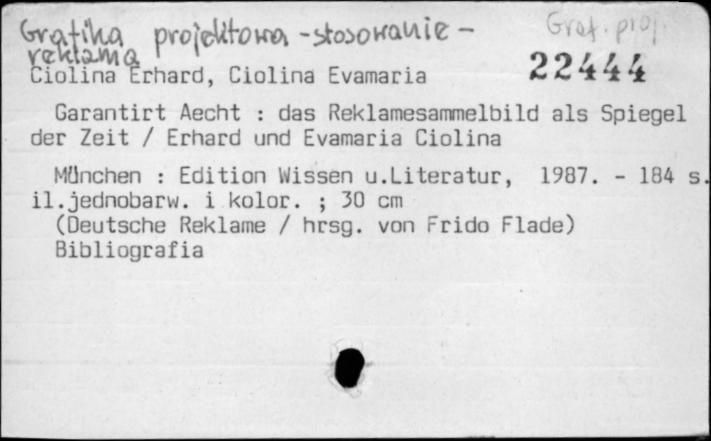 Grafika projektowa - stosowanie - Graf. proj.
reklama
Ciolina Erhard, Ciolina Evamaria 22444
Garantirt Aecht : das Reklamesammelbild als Spiegel
der Zeit / Erhard und Evamaria Ciolina
München : Edition Wissen u.Literatur, 1987. - 184 s.
il.jednobarw. i kolor. ; 30 cm
(Deutsche Reklame / hrsg. von Frido Flade)
Bibliografia